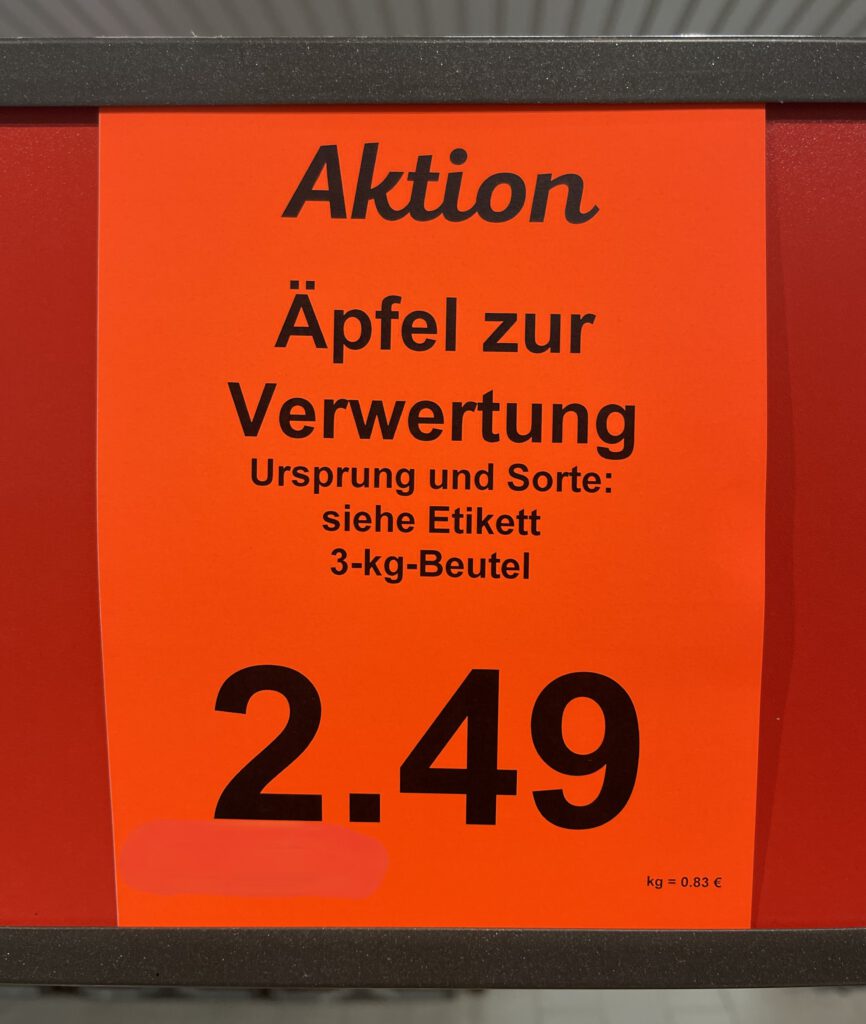 Aktion
Äpfel zur
Verwertung
Ursprung und Sorte:
siehe Etikett
3-kg-Beutel
2.49
kg = 0.83 €